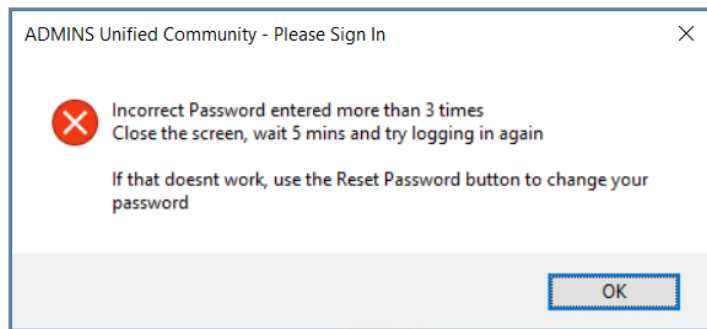 ADMINS Unified Community - Please Sign In
Incorrect Password entered more than 3 times
Close the screen, wait 5 mins and try logging in again
If that doesnt work, use the Reset Password button to change your
password
OK